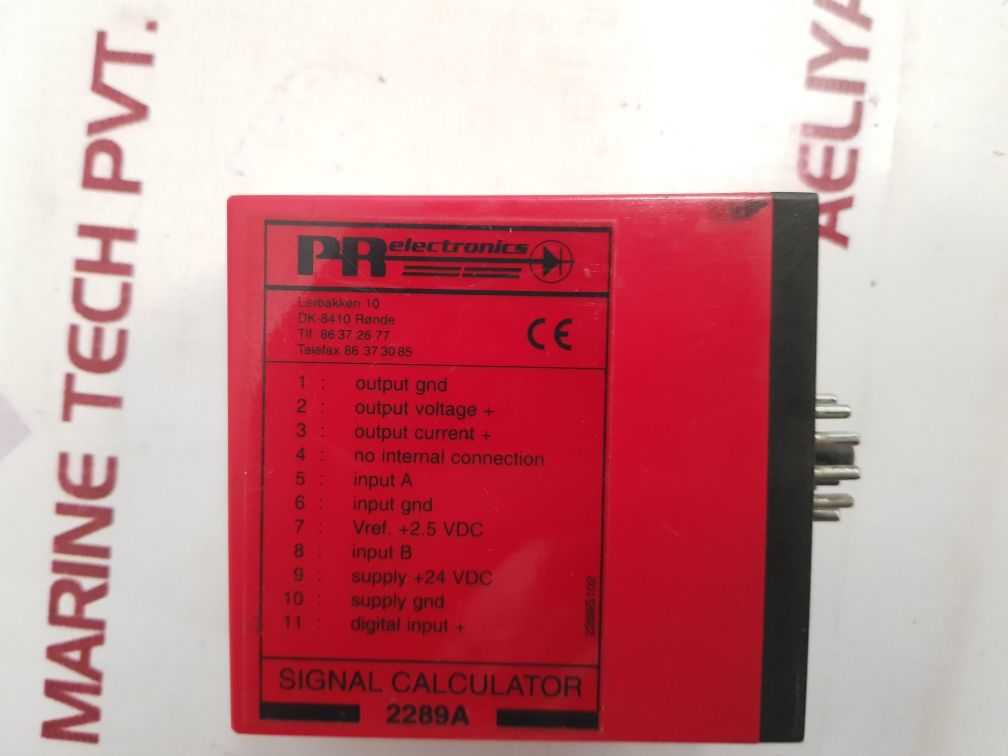 MARINE TECH PVT.
AELIYA
PR electronics
Lerbakken 10
DK-8410 Rønde
Tlf. 86 37 26 77
Telefax 86 37 30 85
CE
1 : output gnd
2 : output voltage +
3 : output current +
4 : no internal connection
5 : input A
6 : input gnd
7 : Vref. +2.5 VDC
8 : input B
9 : supply +24 VDC
10 : supply gnd
11 : digital input +
2289S102
SIGNAL CALCULATOR
2289A